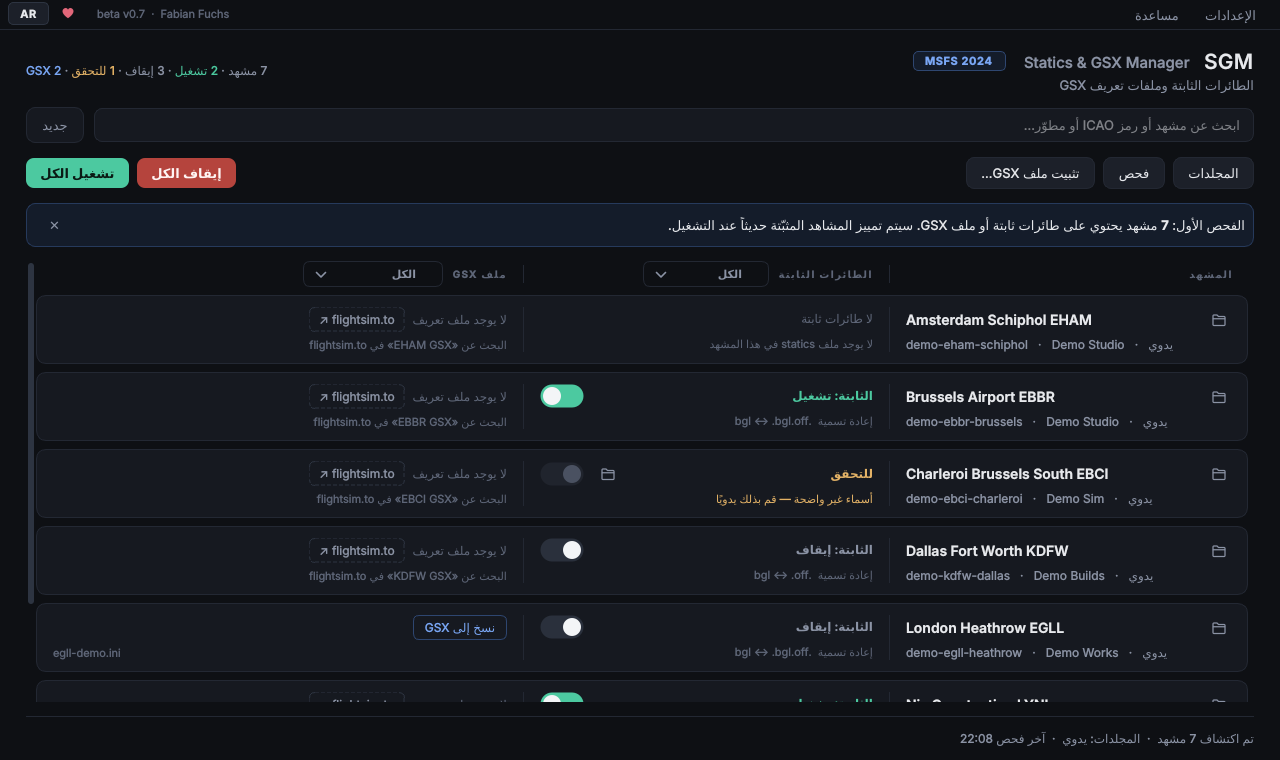 الإعدادات مساعدة
AR beta v0.7 · Fabian Fuchs
SGM Statics & GSX Manager MSFS 2024
الطائرات الثابتة وملفات تعريف GSX
7 مشهد · 2 تشغيل · 3 إيقاف · 1 للتحقق · GSX 2
ابحث عن مشهد أو رمز ICAO أو مطوّر...
جديد
المجلدات فحص تثبيت ملف GSX...
إيقاف الكل تشغيل الكل
الفحص الأول: 7 مشهد يحتوي على طائرات ثابتة أو ملف GSX. سيتم تمييز المشاهد المثبّتة حديثاً عند التشغيل.
المشهد الطائرات الثابتة الكل ملف GSX الكل
Amsterdam Schiphol EHAM
demo-eham-schiphol · Demo Studio · يدوي
لا طائرات ثابتة
لا يوجد ملف statics في هذا المشهد
لا يوجد ملف تعريف flightsim.to ↗
البحث عن «EHAM GSX» في flightsim.to
Brussels Airport EBBR
demo-ebbr-brussels · Demo Studio · يدوي
الثابتة: تشغيل
إعادة تسمية .bgl ↔ .bgl.off
لا يوجد ملف تعريف flightsim.to ↗
البحث عن «EBBR GSX» في flightsim.to
Charleroi Brussels South EBCI
demo-ebci-charleroi · Demo Sim · يدوي
للتحقق
أسماء غير واضحة — قم بذلك يدويًا
لا يوجد ملف تعريف flightsim.to ↗
البحث عن «EBCI GSX» في flightsim.to
Dallas Fort Worth KDFW
demo-kdfw-dallas · Demo Builds · يدوي
الثابتة: إيقاف
إعادة تسمية .bgl ↔ .off
لا يوجد ملف تعريف flightsim.to ↗
البحث عن «KDFW GSX» في flightsim.to
London Heathrow EGLL
demo-egll-heathrow · Demo Works · يدوي
الثابتة: إيقاف
إعادة تسمية .bgl ↔ .bgl.off
نسخ إلى GSX
egll-demo.ini
تم اكتشاف 7 مشهد · المجلدات: يدوي · آخر فحص 22:08